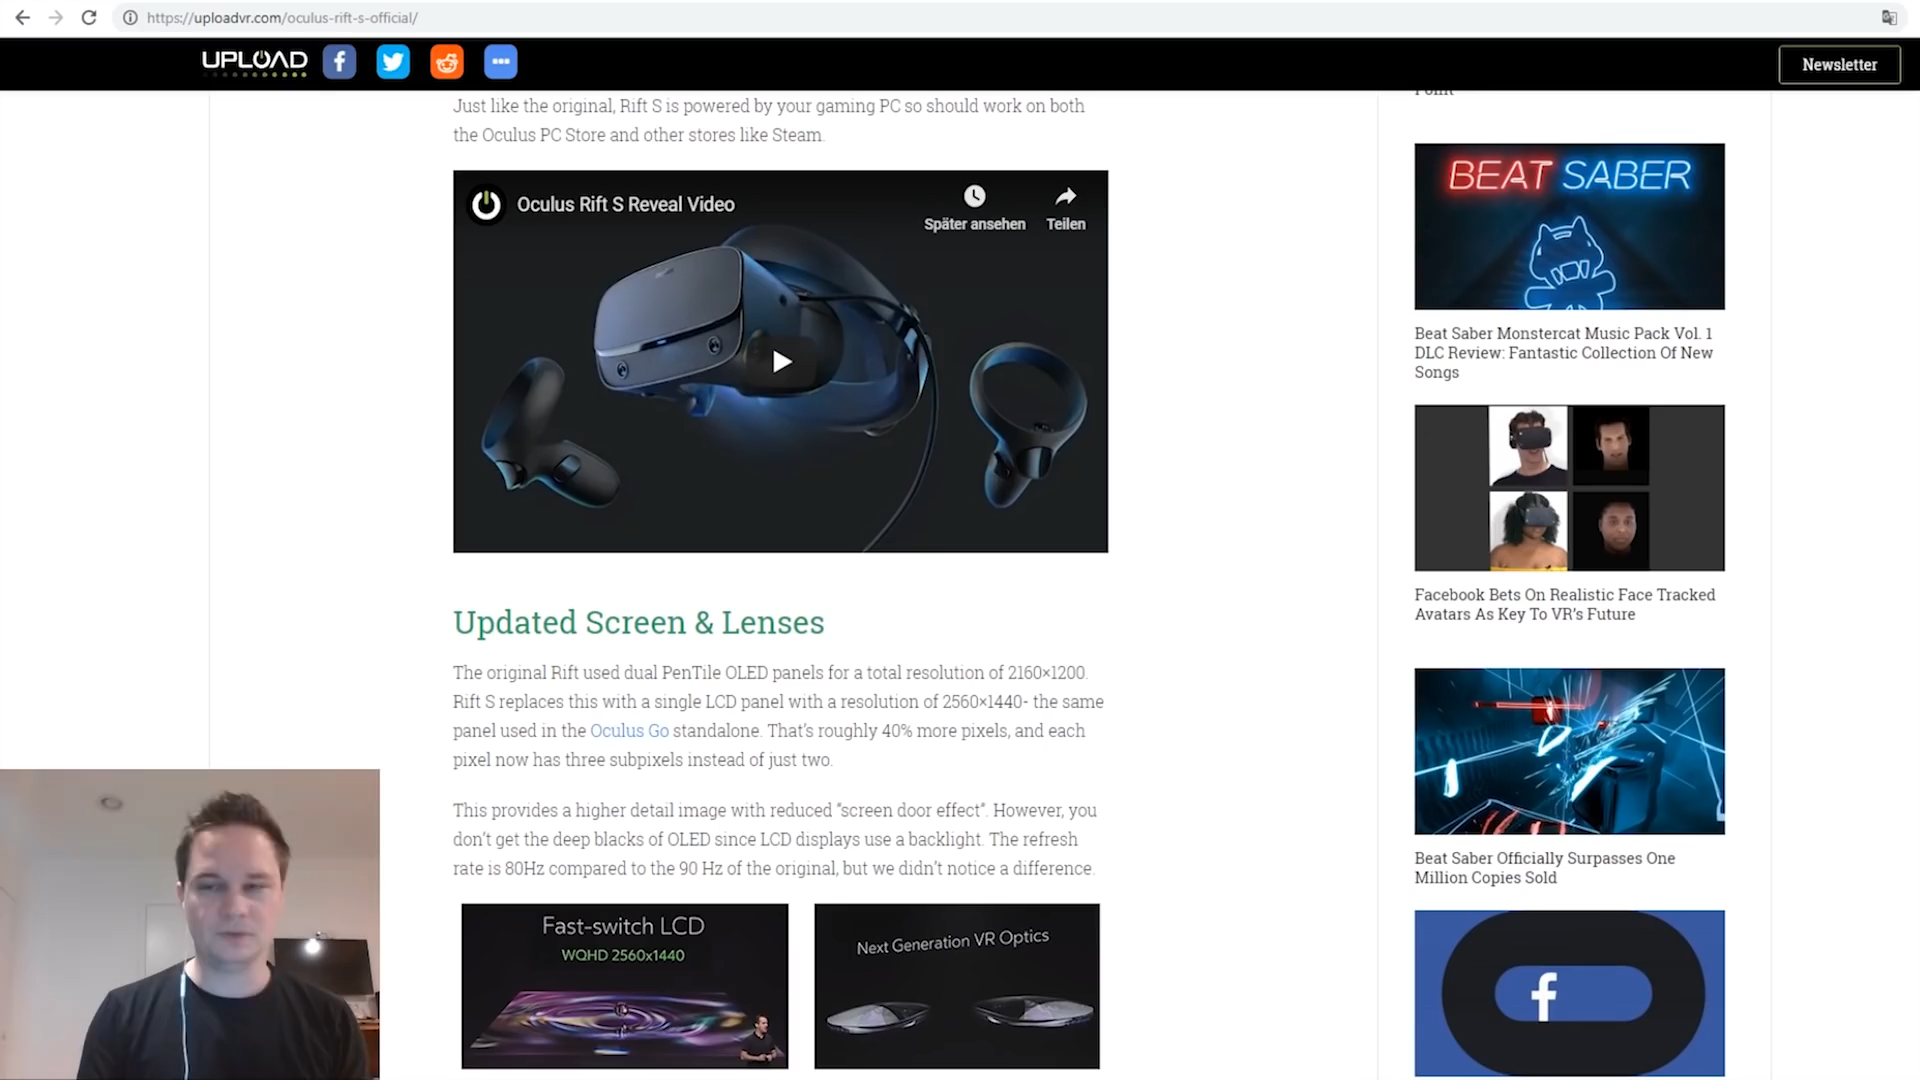 https://uploadvr.com/oculus-rift-s-official/
UPLOAD
Newsletter
Just like the original, Rift S is powered by your gaming PC so should work on both
the Oculus PC Store and other stores like Steam.
Oculus Rift S Reveal Video
Später ansehen
Teilen
Updated Screen & Lenses
The original Rift used dual PenTile OLED panels for a total resolution of 2160×1200.
Rift S replaces this with a single LCD panel with a resolution of 2560×1440- the same
panel used in the Oculus Go standalone. That’s roughly 40% more pixels, and each
pixel now has three subpixels instead of just two.
This provides a higher detail image with reduced “screen door effect”. However, you
don’t get the deep blacks of OLED since LCD displays use a backlight. The refresh
rate is 80Hz compared to the 90 Hz of the original, but we didn’t notice a difference.
Fast-switch LCD
WQHD 2560x1440
Next Generation VR Optics
Point
BEAT SABER
Beat Saber Monstercat Music Pack Vol. 1
DLC Review: Fantastic Collection Of New
Songs
Facebook Bets On Realistic Face Tracked
Avatars As Key To VR’s Future
Beat Saber Officially Surpasses One
Million Copies Sold